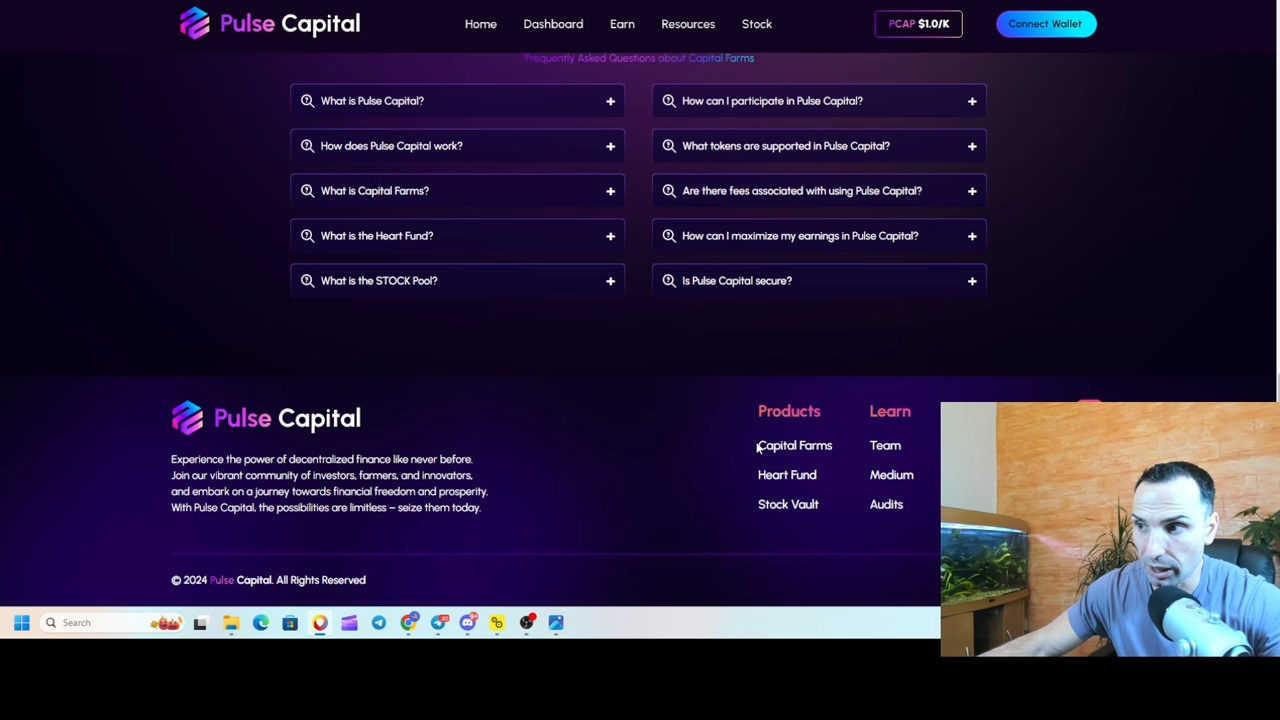 Pulse Capital
Home
Dashboard
Earn
Resources
Stock
PCAP $1.0/K
Connect Wallet
"Frequently Asked Questions about Capital Farms
What is Pulse Capital?
How can I participate in Pulse Capital?
How does Pulse Capital work?
What tokens are supported in Pulse Capital?
What is Capital Farms?
Are there fees associated with using Pulse Capital?
What is the Heart Fund?
How can I maximize my earnings in Pulse Capital?
What is the STOCK Pool?
Is Pulse Capital secure?
Pulse Capital
Experience the power of decentralized finance like never before.
Join our vibrant community of investors, farmers, and innovators,
and embark on a journey towards financial freedom and prosperity.
With Pulse Capital, the possibilities are limitless – seize them today.
Products
Capital Farms
Heart Fund
Stock Vault
Learn
Team
Medium
Audits
© 2024 Pulse Capital. All Rights Reserved
Search